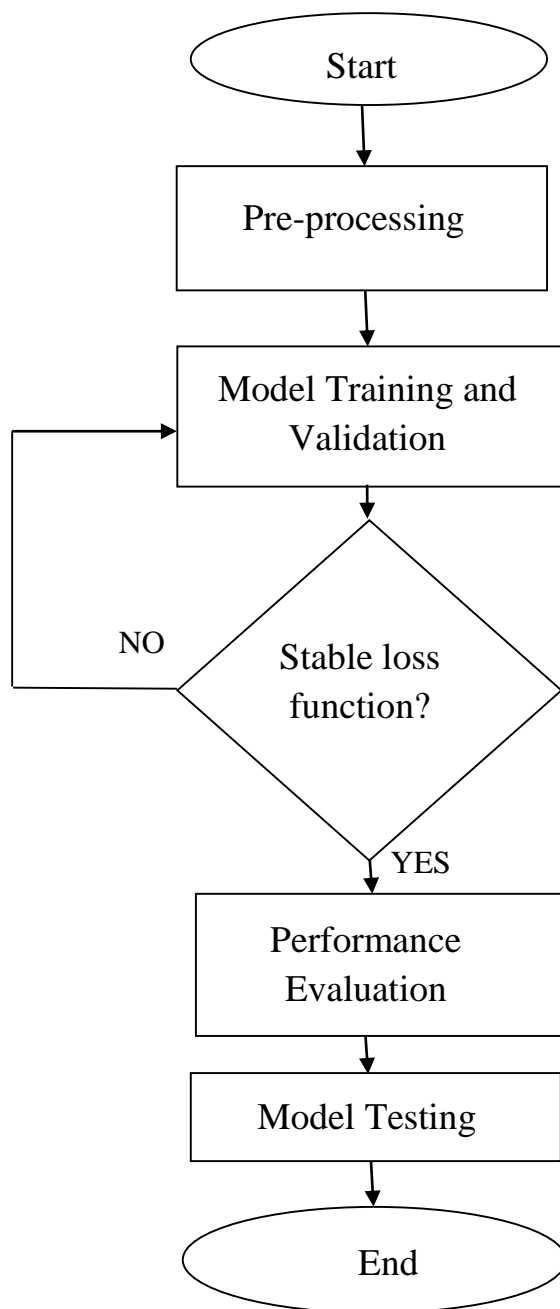 Start
Pre-processing
Model Training and
Validation
NO
Stable loss
function?
YES
Performance
Evaluation
Model Testing
End